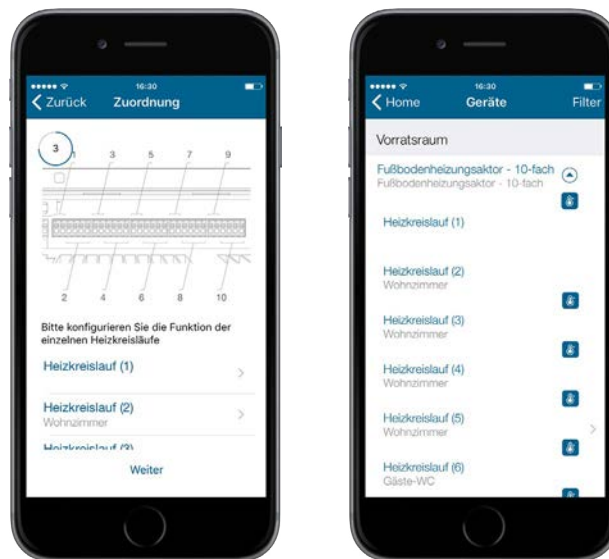 16:30
Zurück
Zuordnung
3
1 3 5 7 9
2 4 6 8 10
Bitte konfigurieren Sie die Funktion der
einzelnen Heizkreisläufe
Heizkreislauf (1)
Heizkreislauf (2)
Wohnzimmer
Heizkreislauf (3)
Weiter
16:30
Home
Geräte
Filter
Vorratsraum
Fußbodenheizungsaktor - 10-fach
Fußbodenheizungsaktor - 10-fach
Heizkreislauf (1)
Heizkreislauf (2)
Wohnzimmer
Heizkreislauf (3)
Wohnzimmer
Heizkreislauf (4)
Wohnzimmer
Heizkreislauf (5)
Wohnzimmer
Heizkreislauf (6)
Gäste-WC